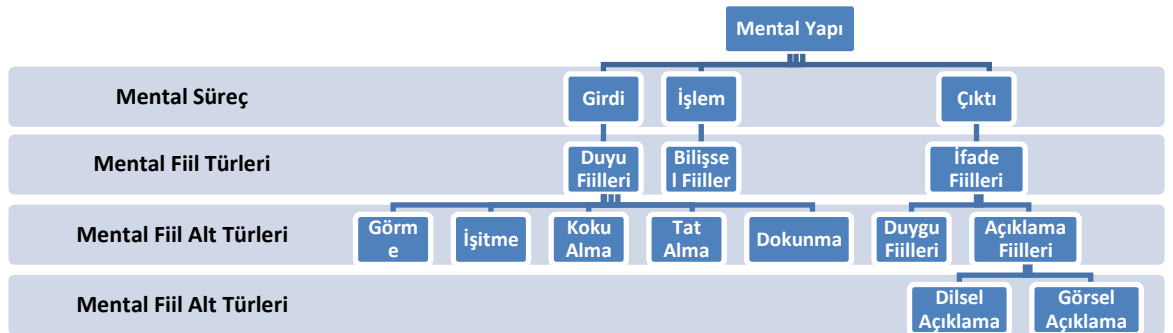 Mental Yapı
Mental Süreç
Girdi
İşlem
Çıktı
Mental Fiil Türleri
Duyu
Fiilleri
Bilişse
l Fiiller
İfade
Fiilleri
Mental Fiil Alt Türleri
Görm
e
İşitme
Koku
Alma
Tat
Alma
Dokunma
Duygu
Fiilleri
Açıklama
Fiilleri
Mental Fiil Alt Türleri
Dilsel
Açıklama
Görsel
Açıklama